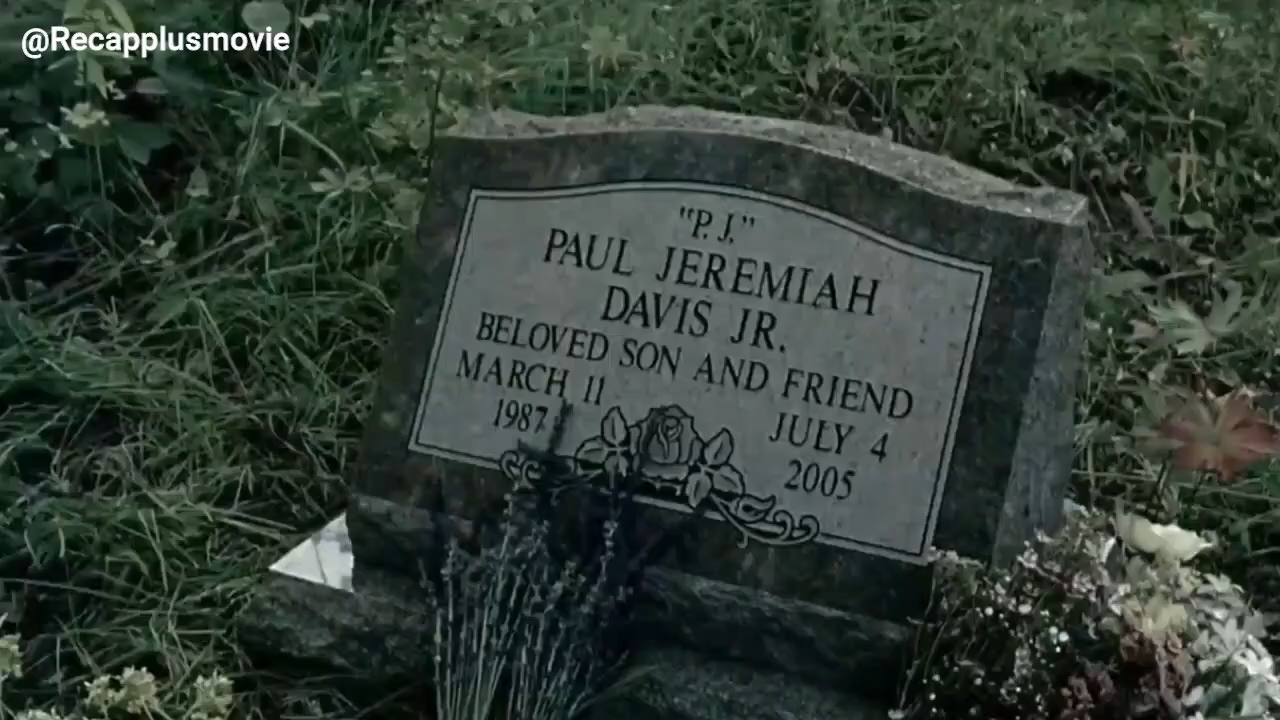 @Recapplusmovie
"P. J."
PAUL JEREMIAH
DAVIS JR.
BELOVED SON AND FRIEND
MARCH 11 JULY 4
1987 2005